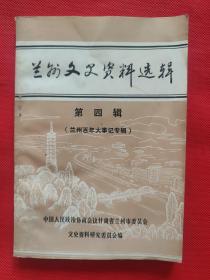 兰州文史资料选辑
第四辑
（兰州百年大事记专辑）
中国人民政治协商会议甘肃省兰州市委员会
文史资料研究委员会编